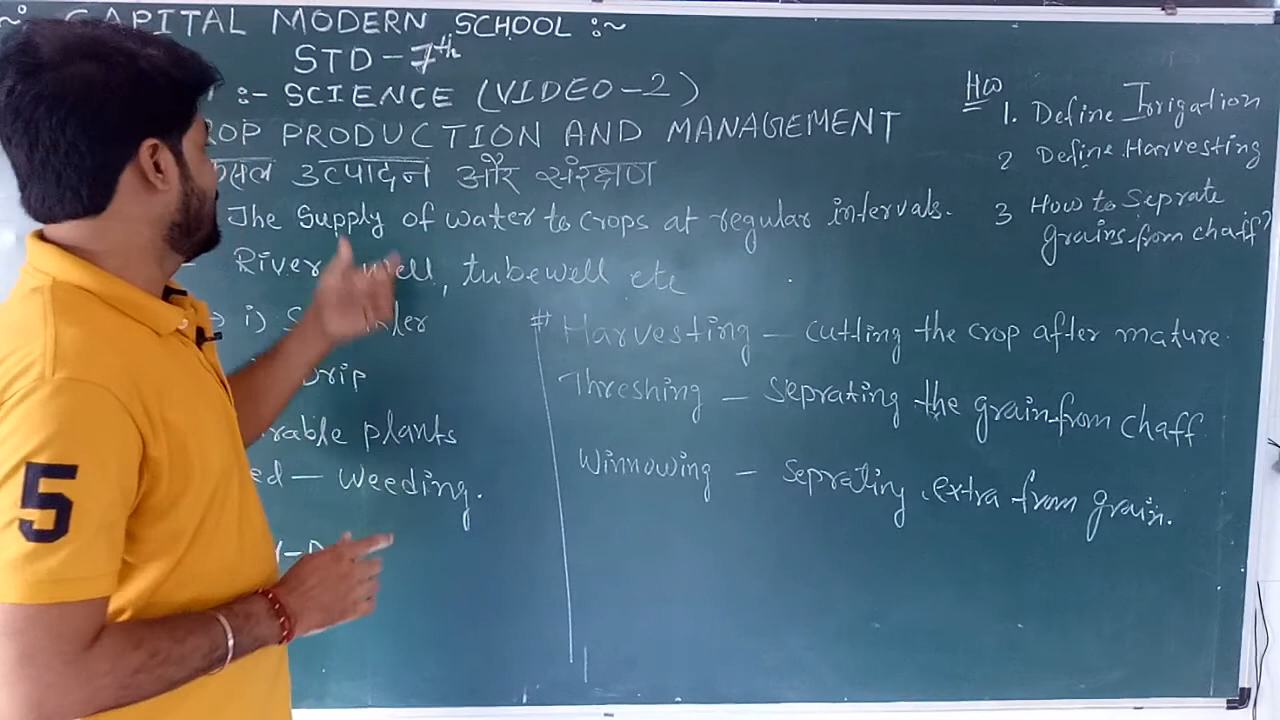 CAPITAL MODERN SCHOOL :~
STD-7th
:- SCIENCE (VIDEO-2)
ROP PRODUCTION AND MANAGEMENT
फसल उत्पादन और संरक्षण
The Supply of water to crops at regular intervals.
- River well, tubewell etc
i) S nkler
Drip
rable plants
ed - Weeding.
# Harvesting - cutting the crop after mature.
Threshing - Seprating the grain from chaff
Winnowing - Seprating extra from grain.
HW
1. Define Irrigation
2 Define Harvesting
3 How to Seprate
grains from chaff?
5